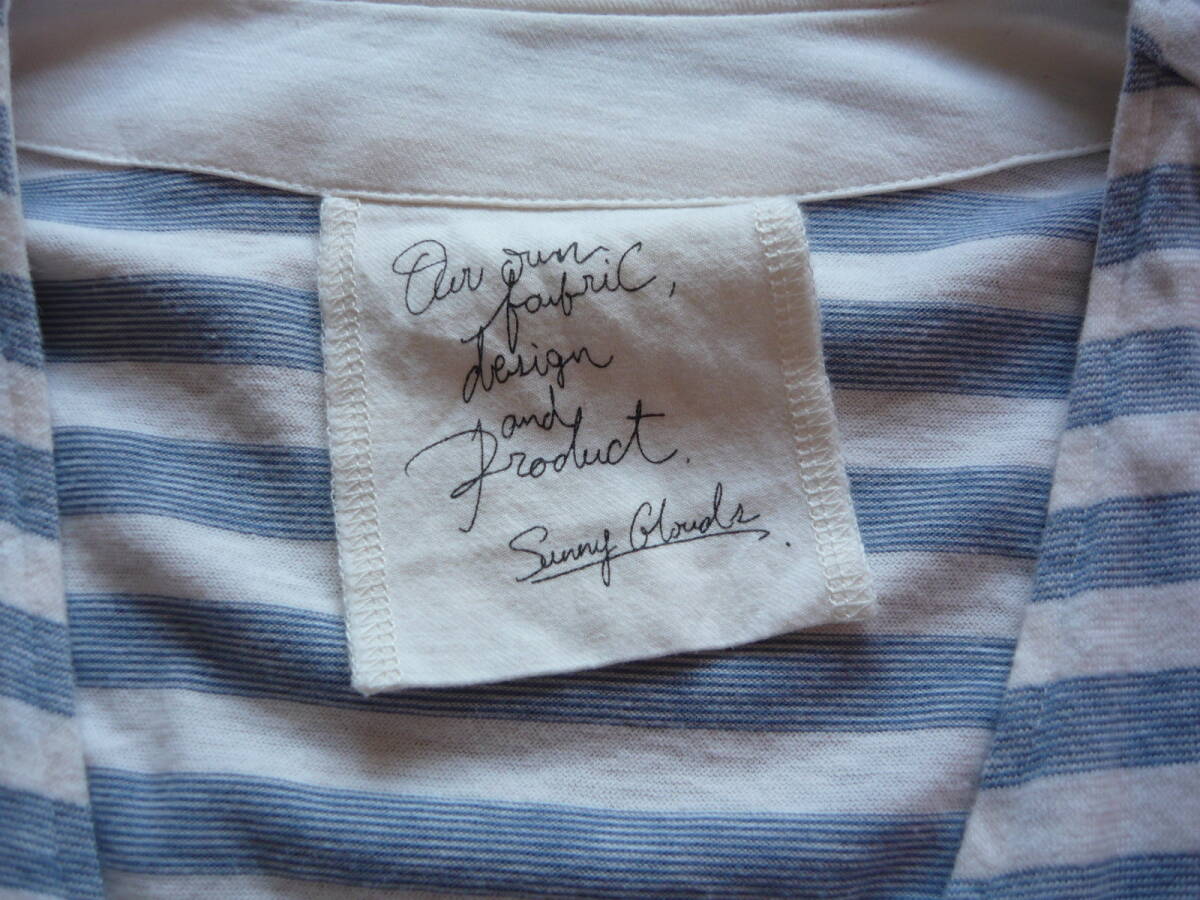 Our own
fabric,
design
and
Product.
Sunny Clouds.